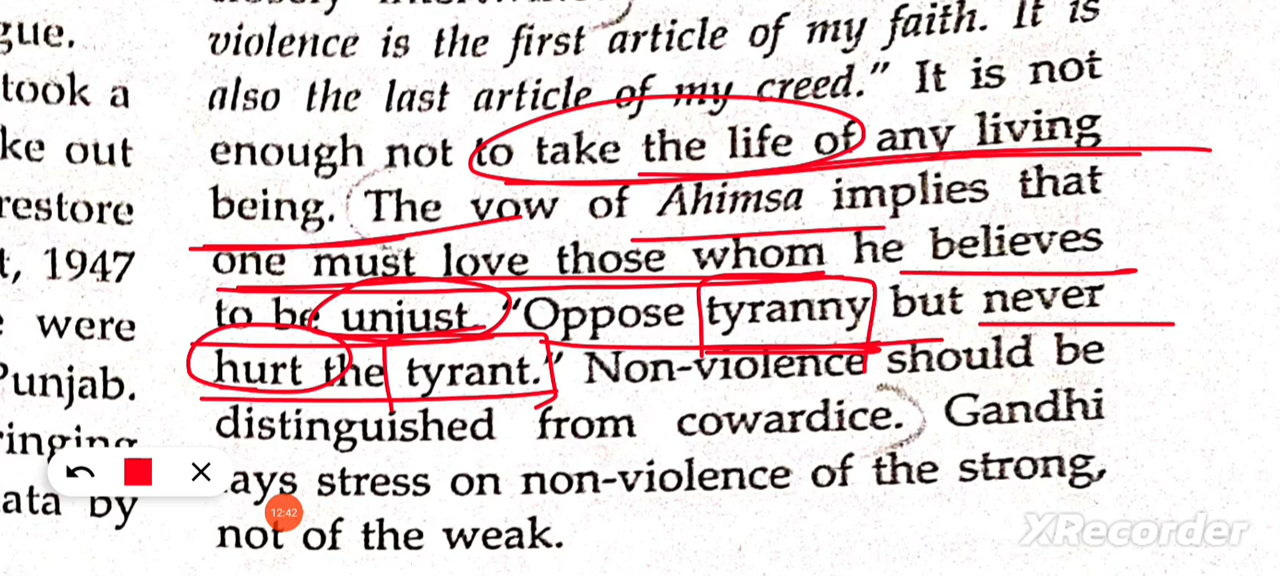 gue.
took a
ke out
restore
t, 1947
were
Punjab.
ata by
violence is the first article of my faith. It is
also the last article of my creed." It is not
enough not to take the life of any living
being. The vow of Ahimsa implies that
one must love those whom he believes
to be unjust. "Oppose tyranny but never
hurt the tyrant." Non-violence should be
distinguished from cowardice. Gandhi
ays stress on non-violence of the strong,
not of the weak.
12:42
XRecorder